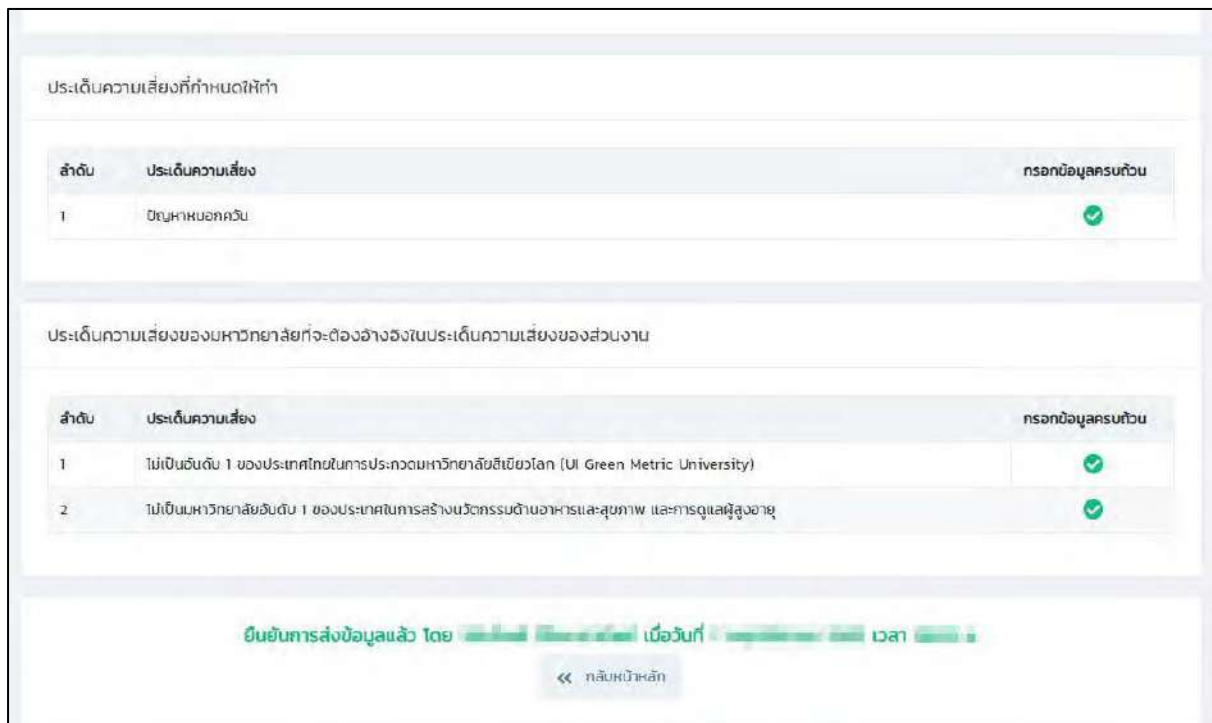 ประเด็นความเสี่ยงที่กำหนดให้ทำ
ลำดับ ประเด็นความเสี่ยง กรอกข้อมูลครบถ้วน
1 ปัญหาหมอกควัน
ประเด็นความเสี่ยงของมหาวิทยาลัยที่จะต้องอ้างอิงในประเด็นความเสี่ยงของส่วนงาน
ลำดับ ประเด็นความเสี่ยง กรอกข้อมูลครบถ้วน
1 ไม่เป็นอันดับ 1 ของประเทศไทยในการประกวดมหาวิทยาลัยสีเขียวโลก (UI Green Metric University)
2 ไม่เป็นมหาวิทยาลัยอันดับ 1 ของประเทศในการสร้างนวัตกรรมด้านอาหารและสุขภาพ และการดูแลผู้สูงอายุ
ยืนยันการส่งข้อมูลแล้ว โดย เมื่อวันที่ เวลา
« กลับหน้าหลัก